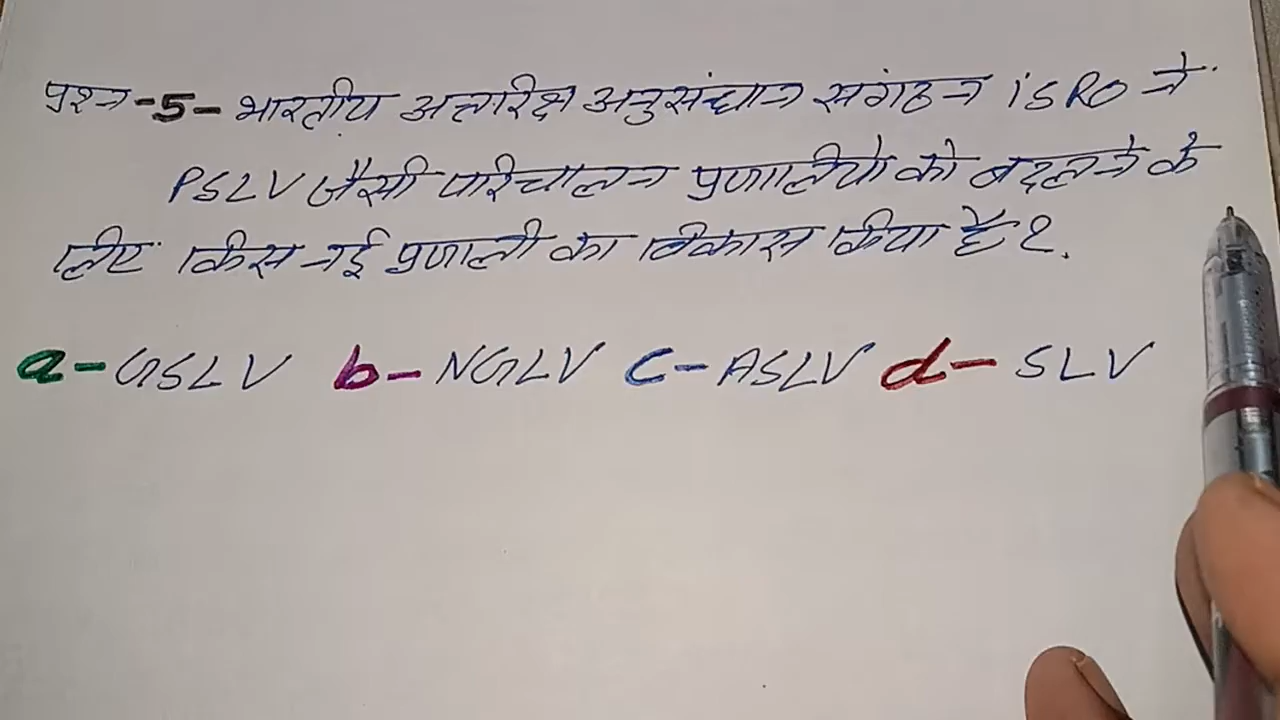 प्रश्न-5- भारतीय अन्तरिक्ष अनुसंधान संगठन iSRO ने
PSLV जैसी परिचालन प्रणालीयो को बदलने के
लिए किस नई प्रणाली का विकास किया है?.
a- GSLV b- NGLV c- ASLV d- SLV